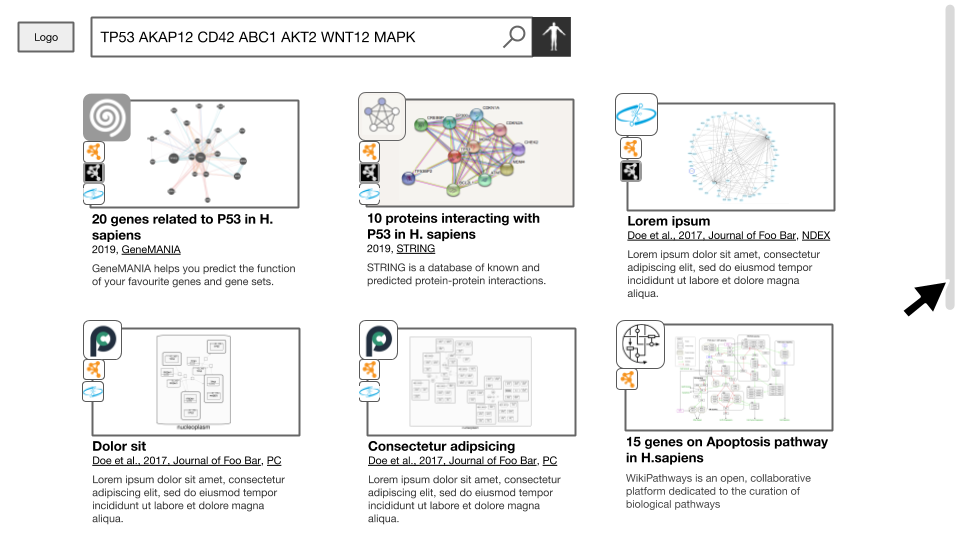 Logo
TP53 AKAP12 CD42 ABC1 AKT2 WNT12 MAPK
20 genes related to P53 in H.
sapiens
2019, GeneMANIA
GeneMANIA helps you predict the function
of your favourite genes and gene sets.
10 proteins interacting with
P53 in H. sapiens
2019, STRING
STRING is a database of known and
predicted protein-protein interactions.
Lorem ipsum
Doe et al., 2017, Journal of Foo Bar, NDEX
Lorem ipsum dolor sit amet, consectetur
adipiscing elit, sed do eiusmod tempor
incididunt ut labore et dolore magna
aliqua.
nucleoplasm
Dolor sit
Doe et al., 2017, Journal of Foo Bar, PC
Lorem ipsum dolor sit amet, consectetur
adipiscing elit, sed do eiusmod tempor
incididunt ut labore et dolore magna
aliqua.
Consectetur adipsicing
Doe et al., 2017, Journal of Foo Bar, PC
Lorem ipsum dolor sit amet, consectetur
adipiscing elit, sed do eiusmod tempor
incididunt ut labore et dolore magna
aliqua.
15 genes on Apoptosis pathway
in H.sapiens
WikiPathways is an open, collaborative
platform dedicated to the curation of
biological pathways